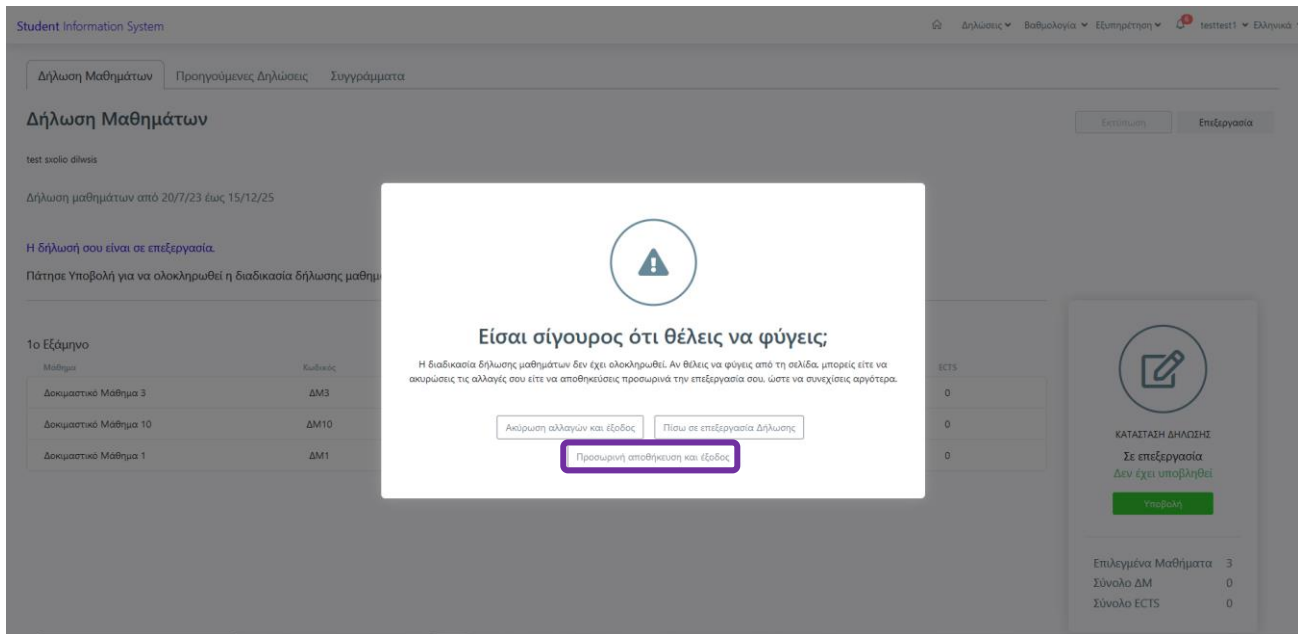 Student Information System
Δηλώσεις Βαθμολογία Εξυπηρέτηση 6 testtest1 Ελληνικά
Δήλωση Μαθημάτων Προηγούμενες Δηλώσεις Συγγράμματα
Δήλωση Μαθημάτων
Εκτύπωση Επεξεργασία
test sxolio dilwsis
Δήλωση μαθημάτων από 20/7/23 έως 15/12/25
Η δήλωσή σου είναι σε επεξεργασία.
Πάτησε Υποβολή για να ολοκληρωθεί η διαδικασία δήλωσης μαθημ
Είσαι σίγουρος ότι θέλεις να φύγεις;
Η διαδικασία δήλωσης μαθημάτων δεν έχει ολοκληρωθεί. Αν θέλεις να φύγεις από τη σελίδα, μπορείς είτε να
ακυρώσεις τις αλλαγές σου είτε να αποθηκεύσεις προσωρινά την επεξεργασία σου, ώστε να συνεχίσεις αργότερα.
Ακύρωση αλλαγών και έξοδος Πίσω σε επεξεργασία Δήλωσης
Προσωρινή αποθήκευση και έξοδος
1ο Εξάμηνο
Μάθημα Κωδικός ECTS
Δοκιμαστικό Μάθημα 3 ΔΜ3 0
Δοκιμαστικό Μάθημα 10 ΔΜ10 0
Δοκιμαστικό Μάθημα 1 ΔΜ1 0
ΚΑΤΑΣΤΑΣΗ ΔΗΛΩΣΗΣ
Σε επεξεργασία
Δεν έχει υποβληθεί
Υποβολή
Επιλεγμένα Μαθήματα 3
Σύνολο ΔΜ 0
Σύνολο ECTS 0